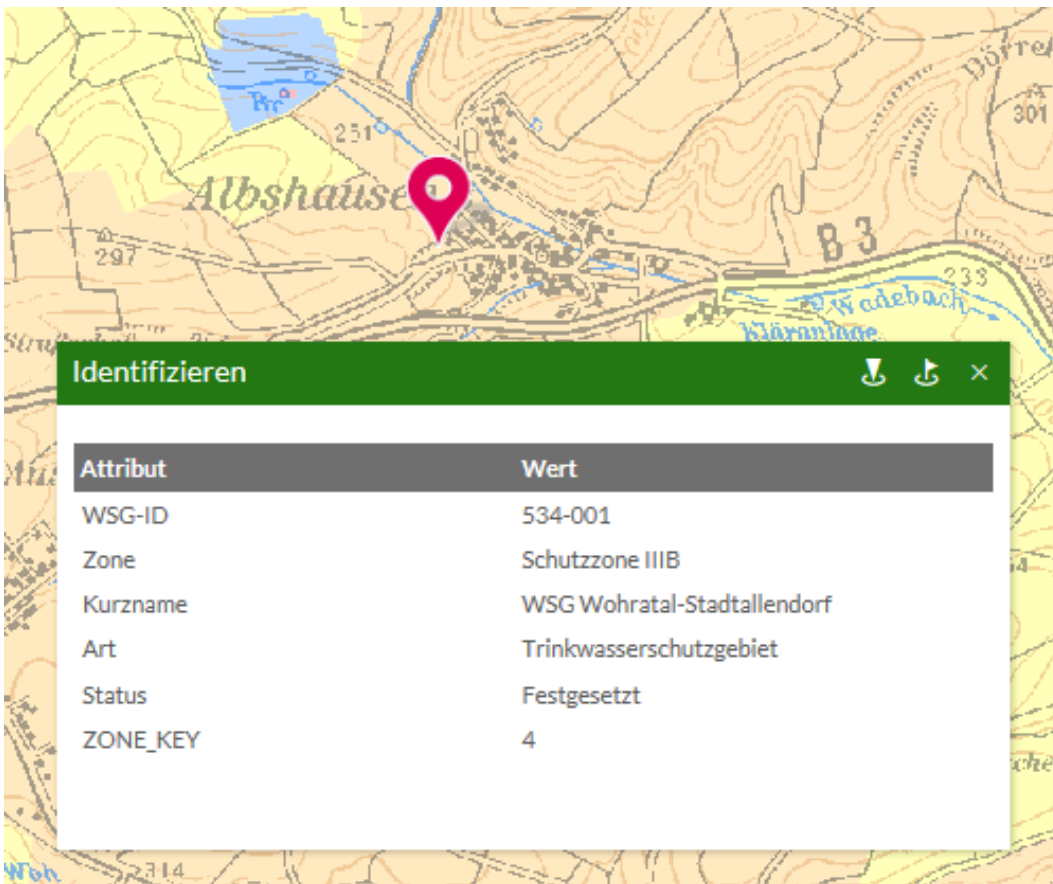 301
251
Albshausen
B 3
297
233
Wadebach
Kläranlage
Identifizieren
Attribut Wert
WSG-ID 534-001
Zone Schutzzone IIIB
Kurzname WSG Wohratal-Stadtallendorf
Art Trinkwasserschutzgebiet
Status Festgesetzt
ZONE_KEY 4
Woh
314